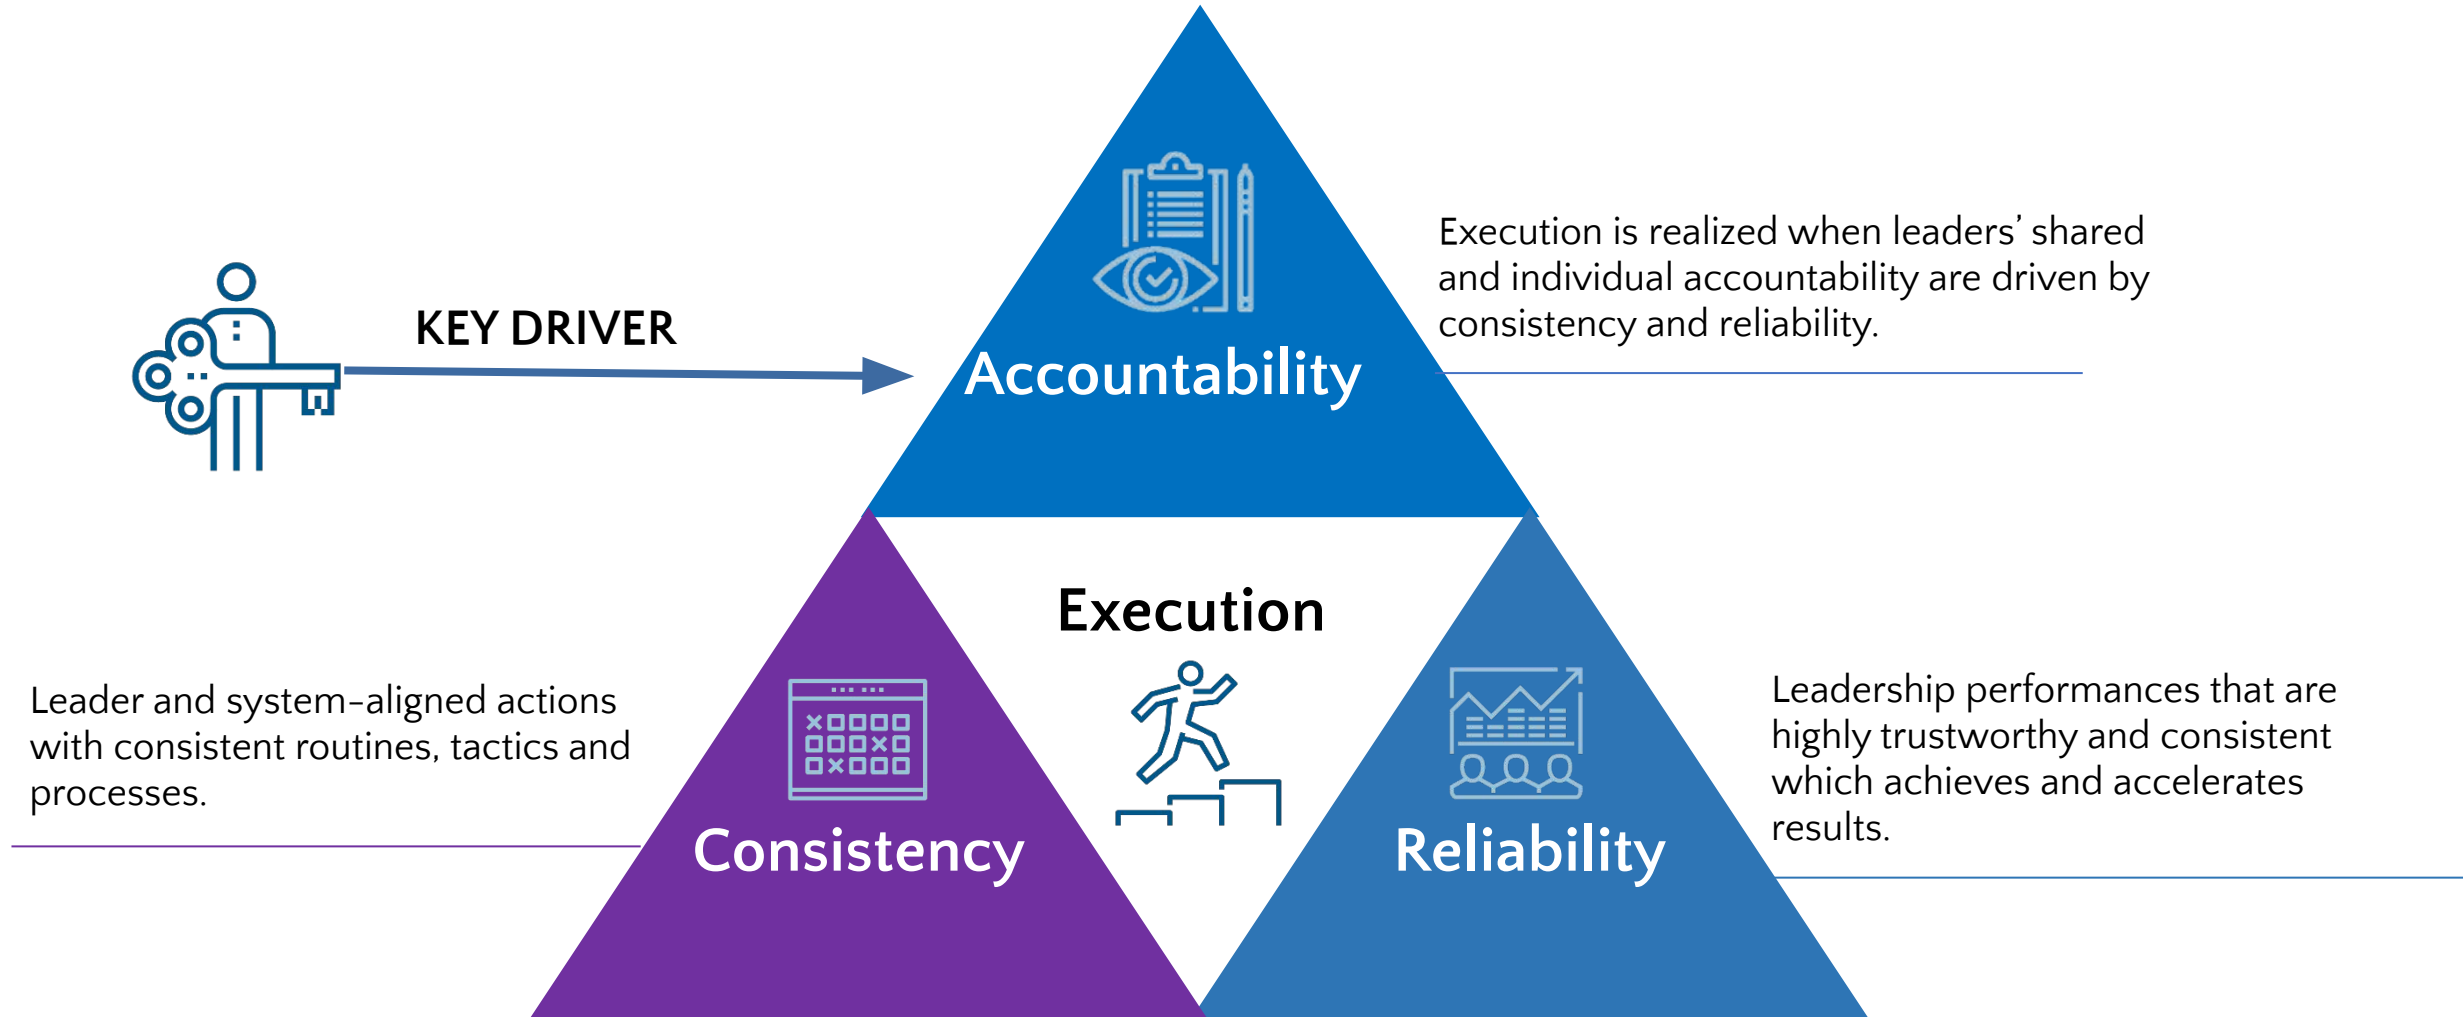 KEY DRIVER
Accountability
Execution is realized when leaders’ shared
and individual accountability are driven by
consistency and reliability.
Execution
Leader and system-aligned actions
with consistent routines, tactics and
processes.
Consistency
Reliability
Leadership performances that are
highly trustworthy and consistent
which achieves and accelerates
results.